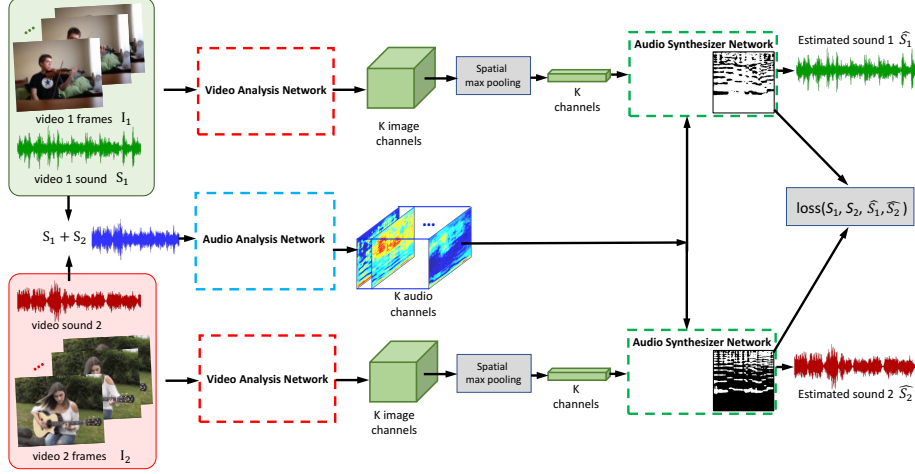 video 1 frames I₁
video 1 sound S₁
Video Analysis Network
K image
channels
Spatial
max pooling
K
channels
Audio Synthesizer Network
Estimated sound 1 Ŝ₁
S₁ + S₂
Audio Analysis Network
...
K audio
channels
loss(S₁, S₂, Ŝ₁, Ŝ₂ )
video sound 2
video 2 frames I₂
Video Analysis Network
K image
channels
Spatial
max pooling
K
channels
Audio Synthesizer Network
Estimated sound 2 Ŝ₂